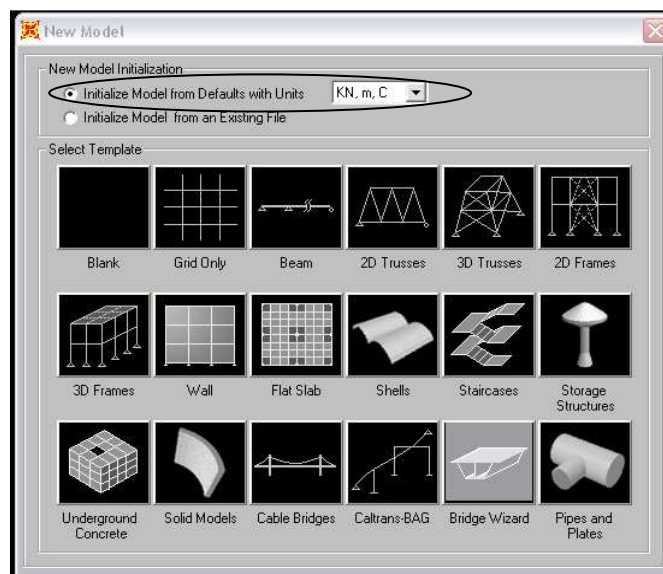 New Model
New Model Initialization
Initialize Model from Defaults with Units
KN, m, C
Initialize Model from an Existing File
Select Template
Blank
Grid Only
Beam
2D Trusses
3D Trusses
2D Frames
3D Frames
Wall
Flat Slab
Shells
Staircases
Storage
Structures
Underground
Concrete
Solid Models
Cable Bridges
Caltrans-BAG
Bridge Wizard
Pipes and
Plates